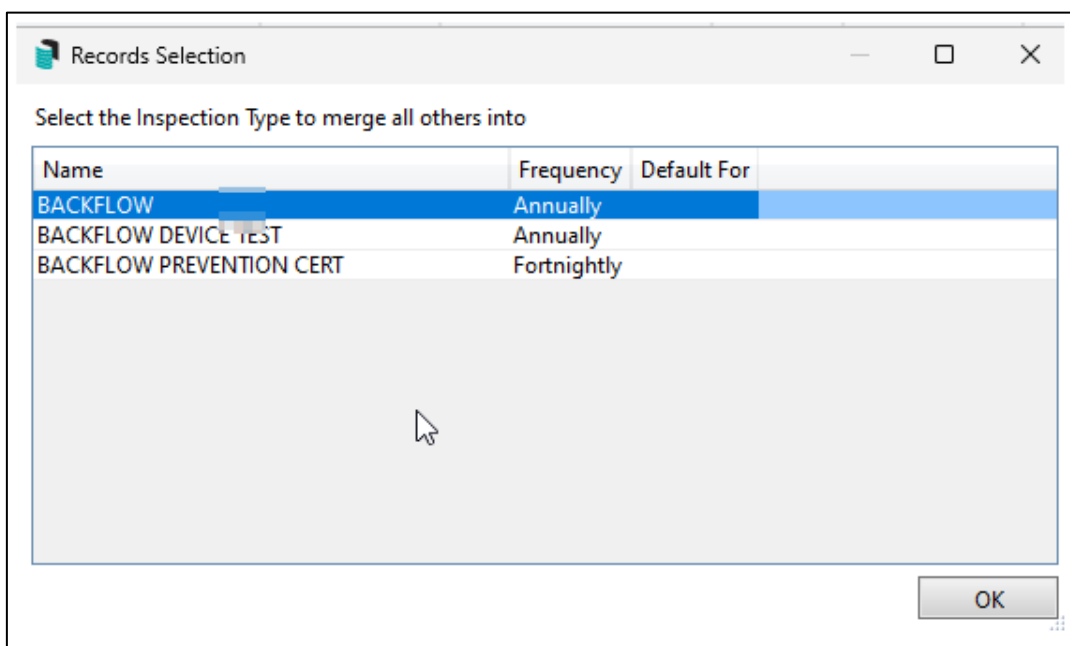 Records Selection
Select the Inspection Type to merge all others into
Name Frequency Default For
BACKFLOW Annually
BACKFLOW DEVICE TEST Annually
BACKFLOW PREVENTION CERT Fortnightly
OK